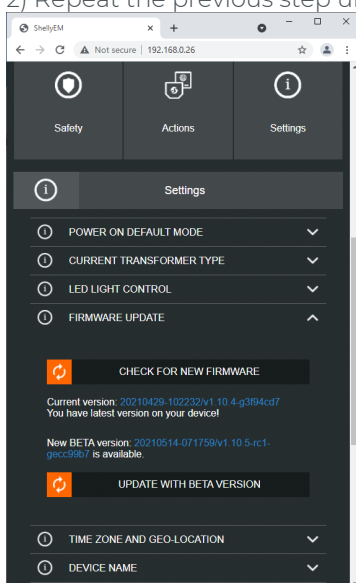 2) Repeat the previous step
ShellyEM
Not secure | 192.168.0.26
Safety Actions Settings
Settings
POWER ON DEFAULT MODE
CURRENT TRANSFORMER TYPE
LED LIGHT CONTROL
FIRMWARE UPDATE
CHECK FOR NEW FIRMWARE
Current version: 20210429-102232/v1.10.4-g3f94cd7
You have latest version on your device!
New BETA version: 20210514-071759/v1.10.5-rc1-
gecc99b7 is available.
UPDATE WITH BETA VERSION
TIME ZONE AND GEO-LOCATION
DEVICE NAME